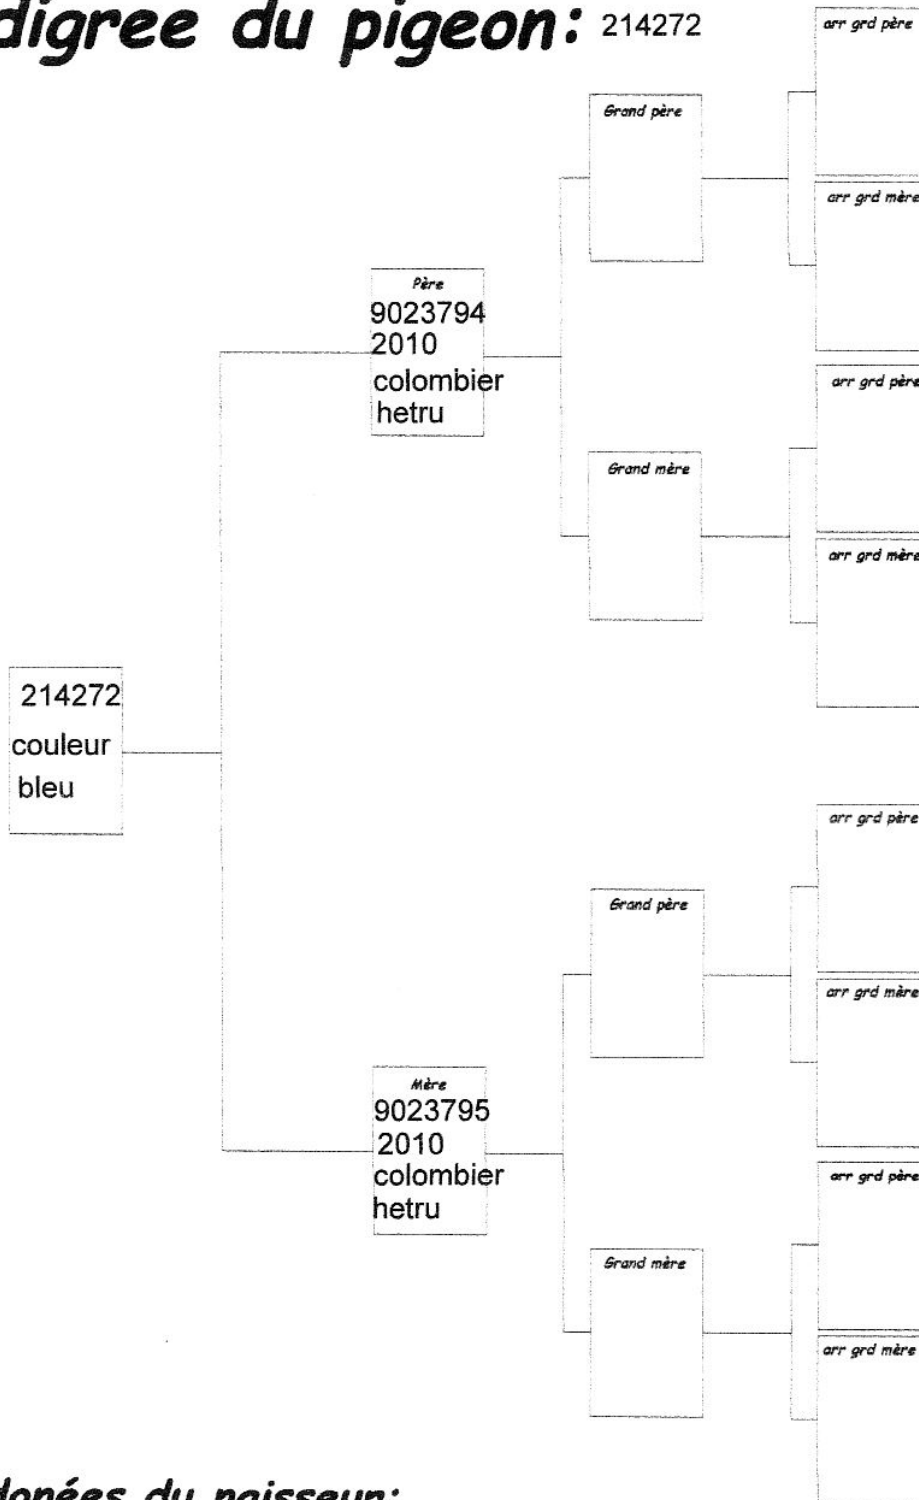 digree du pigeon: 214272
arr grd père
Grand père
arr grd mère
Père
9023794
2010
colombier
hetru
arr grd père
Grand mère
arr grd mère
214272
couleur
bleu
arr grd père
Grand père
arr grd mère
Mère
9023795
2010
colombier
hetru
arr grd père
Grand mère
arr grd mère
donées du naisseur: